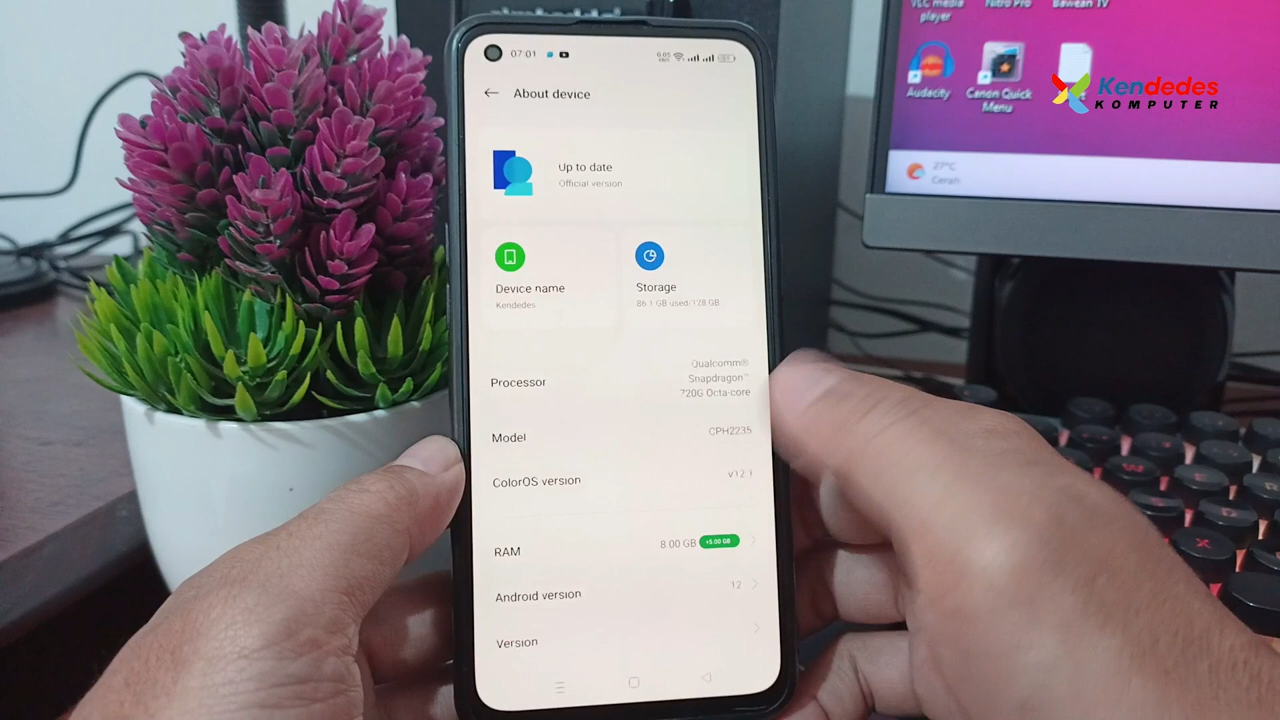 07:01
About device
Up to date
Official version
Device name
Kendedes
Storage
86.1 GB used/128 GB
Processor
Qualcomm®
Snapdragon™
720G Octa-core
Model
CPH2235
ColorOS version
v12.1
RAM
8.00 GB
+5.00 GB
Android version
12
Version
VLC media
player
Nitro Pro
Bawean TV
Audacity
Canon Quick
Menu
27°C
Cerah
Kendedes
KOMPUTER